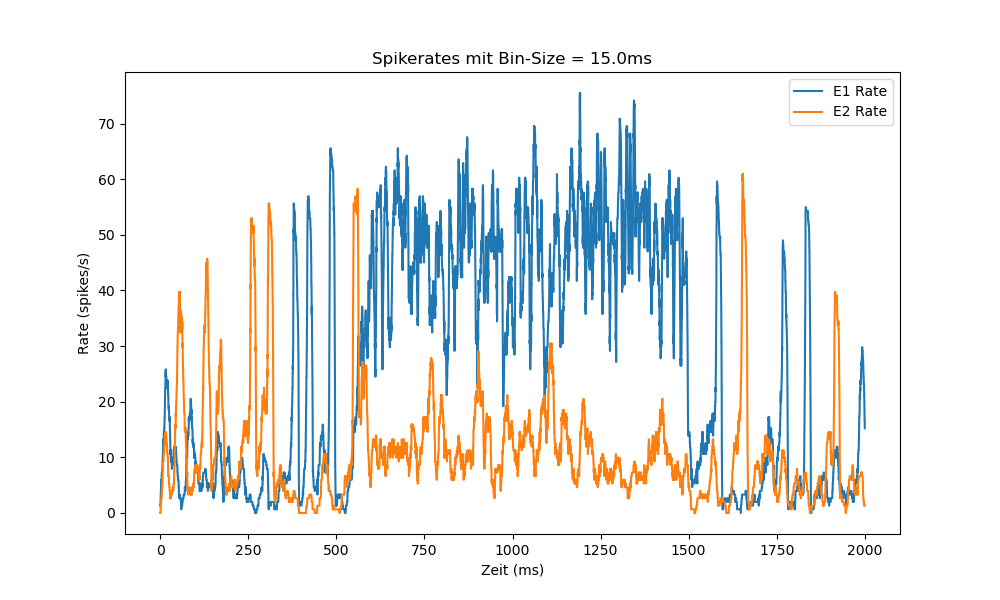 Spikerates mit Bin-Size = 15.0ms
E1 Rate
E2 Rate
70
60
50
40
30
20
10
0
Rate (spikes/s)
0 250 500 750 1000 1250 1500 1750 2000
Zeit (ms)